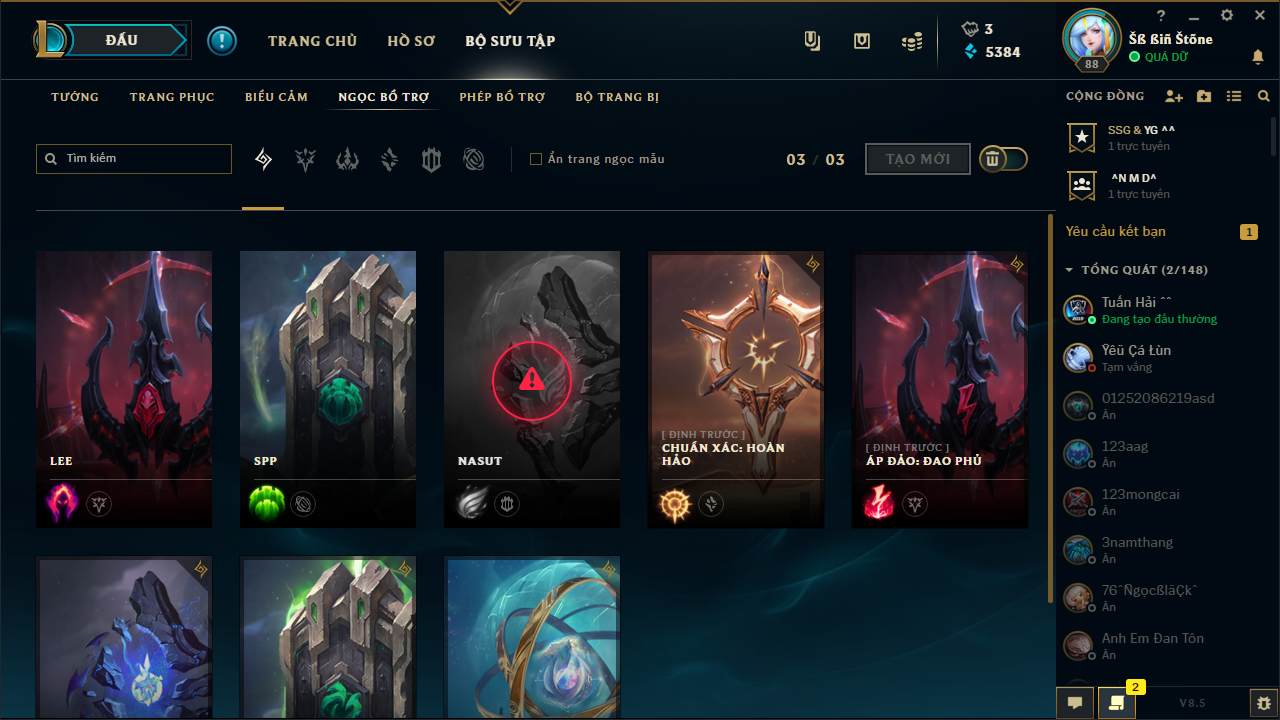 ĐẤU
TRANG CHỦ
HỒ SƠ
BỘ SƯU TẬP
3
5384
88
Šß ßiñ Štõne
QUÁ DỮ
TƯỚNG
TRANG PHỤC
BIỂU CẢM
NGỌC BỔ TRỢ
PHÉP BỔ TRỢ
BỘ TRANG BỊ
CỘNG ĐỒNG
Tìm kiếm
Ẩn trang ngọc mẫu
03 / 03
TẠO MỚI
LEE
SPP
NASUT
[ ĐỊNH TRƯỚC ]
CHUẨN XÁC: HOÀN
HẢO
[ ĐỊNH TRƯỚC ]
ÁP ĐẢO: ĐAO PHỦ
SSG & YG ^^
1 trực tuyến
^N M D^
1 trực tuyến
Yêu cầu kết bạn
1
TỔNG QUÁT (2/148)
Tuấn Hải ^^
Đang tạo đấu thường
Ÿêü Çá Łùn
Tạm vắng
01252086219asd
Ẩn
123aag
Ẩn
123mongcai
Ẩn
3namthang
Ẩn
76ˆÑgọcßläÇkˆ
Ẩn
Anh Em Đan Tôn
Ẩn
2
V8.5